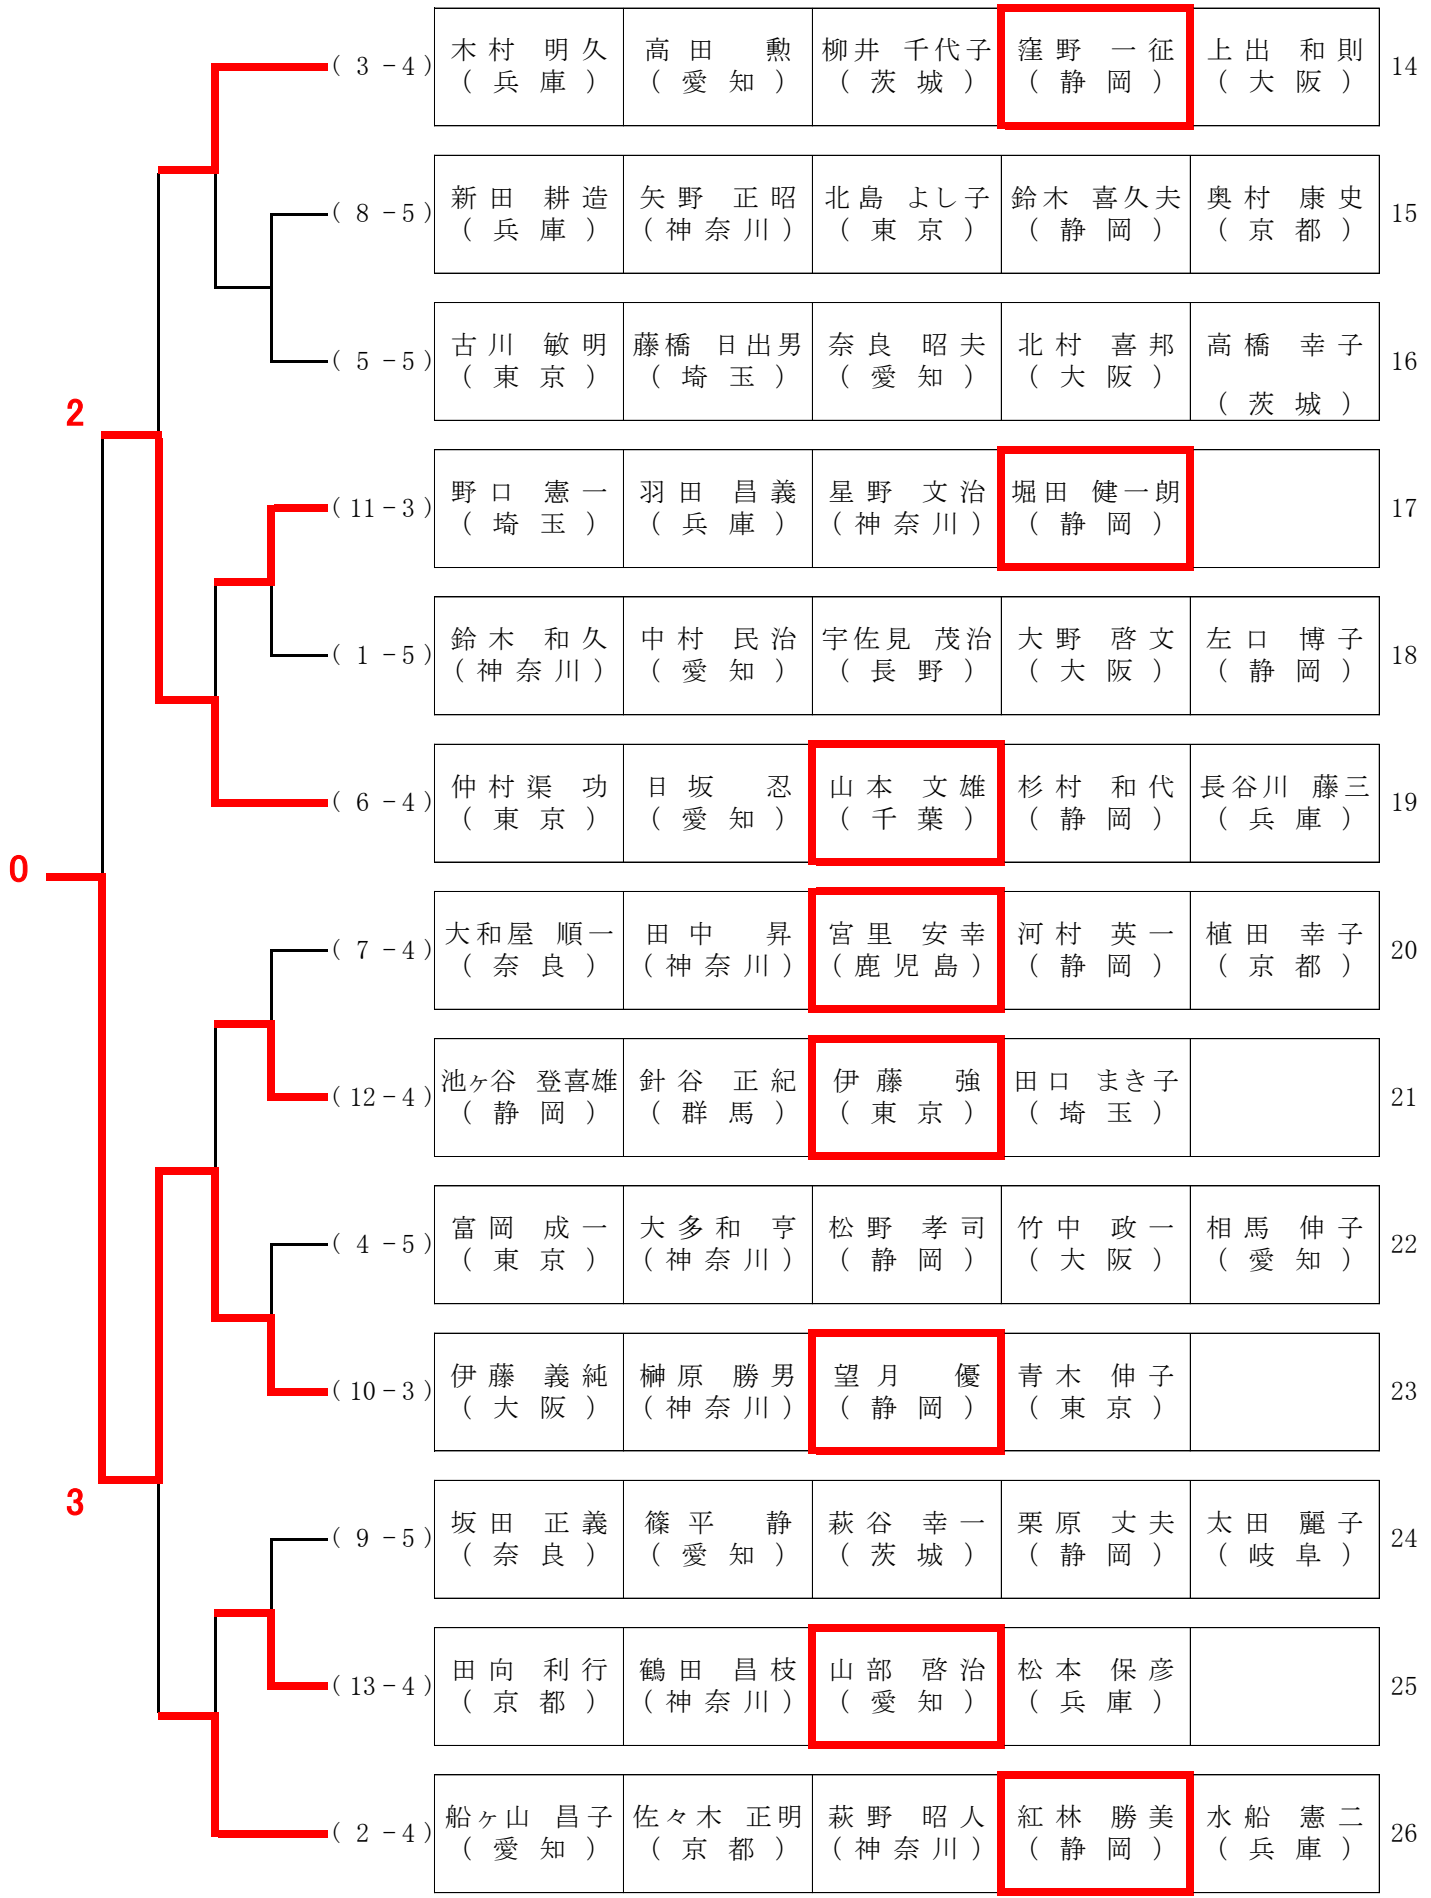 (3-4) 木村 明久 高田 勲 柳井 千代子 窪野 一征 上出 和則 14
(兵庫) (愛知) (茨城) (静岡) (大阪)
(8-5) 新田 耕造 矢野 正昭 北島 よし子 鈴木 喜久夫 奥村 康史 15
(兵庫) (神奈川) (東京) (静岡) (京都)
(5-5) 古川 敏明 藤橋 日出男 奈良 昭夫 北村 喜邦 高橋 幸子 16
(東京) (埼玉) (愛知) (大阪) (茨城)
2
(11-3) 野口 憲一 羽田 昌義 星野 文治 堀田 健一朗 17
(埼玉) (兵庫) (神奈川) (静岡)
(1-5) 鈴木 和久 中村 民治 宇佐見 茂治 大野 啓文 左口 博子 18
(神奈川) (愛知) (長野) (大阪) (静岡)
(6-4) 仲村渠 功 日坂 忍 山本 文雄 杉村 和代 長谷川 藤三 19
(東京) (愛知) (千葉) (静岡) (兵庫)
0
(7-4) 大和屋 順一 田中 昇 宮里 安幸 河村 英一 植田 幸子 20
(奈良) (神奈川) (鹿児島) (静岡) (京都)
(12-4) 池ヶ谷 登喜雄 針谷 正紀 伊藤 強 田口 まき子 21
(静岡) (群馬) (東京) (埼玉)
(4-5) 富岡 成一 大多和 亨 松野 孝司 竹中 政一 相馬 伸子 22
(東京) (神奈川) (静岡) (大阪) (愛知)
(10-3) 伊藤 義純 榊原 勝男 望月 優 青木 伸子 23
(大阪) (神奈川) (静岡) (東京)
3
(9-5) 坂田 正義 篠平 静 萩谷 幸一 栗原 丈夫 太田 麗子 24
(奈良) (愛知) (茨城) (静岡) (岐阜)
(13-4) 田向 利行 鶴田 昌枝 山部 啓治 松本 保彦 25
(京都) (神奈川) (愛知) (兵庫)
(2-4) 船ヶ山 昌子 佐々木 正明 萩野 昭人 紅林 勝美 水船 憲二 26
(愛知) (京都) (神奈川) (静岡) (兵庫)